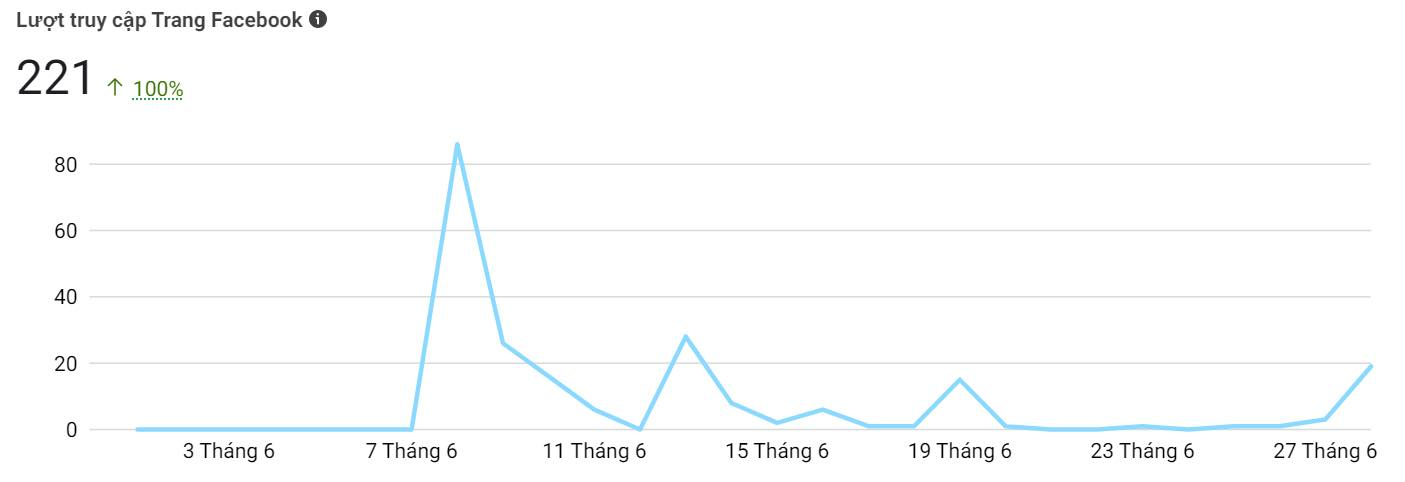 Lượt truy cập Trang Facebook
221 ↑ 100%
80
60
40
20
0
3 Tháng 6 7 Tháng 6 11 Tháng 6 15 Tháng 6 19 Tháng 6 23 Tháng 6 27 Tháng 6